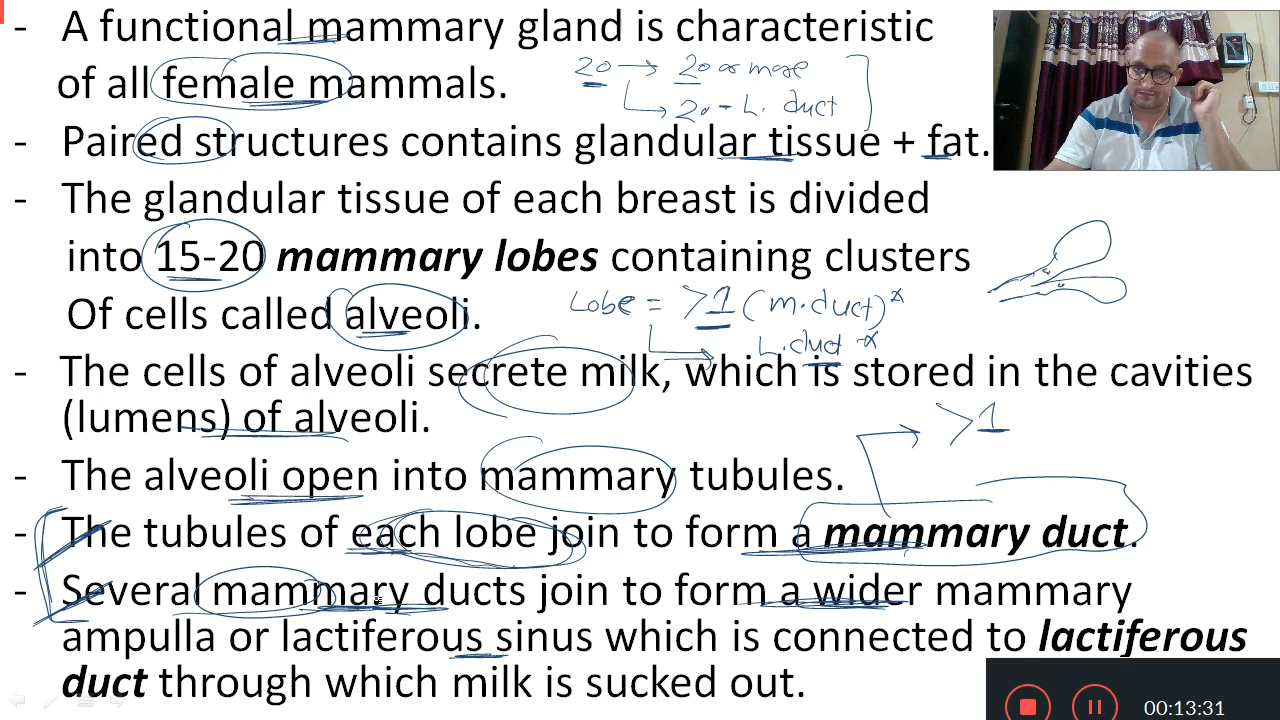 - A functional mammary gland is characteristic
of all female mammals.
20 → 20 or more
→ 20 - L. duct
- Paired structures contains glandular tissue + fat.
- The glandular tissue of each breast is divided
into 15-20 mammary lobes containing clusters
Of cells called alveoli.
Lobe = >1 (m.duct)x
L. duct x
- The cells of alveoli secrete milk, which is stored in the cavities
(lumens) of alveoli.
>1
- The alveoli open into mammary tubules.
- The tubules of each lobe join to form a mammary duct.
- Several mammary ducts join to form a wider mammary
ampulla or lactiferous sinus which is connected to lactiferous
duct through which milk is sucked out.
00:13:31